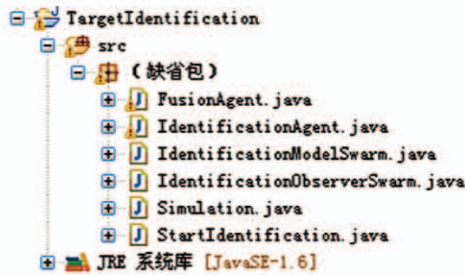 TargetIdentification
src
（缺省包）
FusionAgent.java
IdentificationAgent.java
IdentificationModelSwarm.java
IdentificationObserverSwarm.java
Simulation.java
StartIdentification.java
JRE 系统库 [JavaSE-1.6]